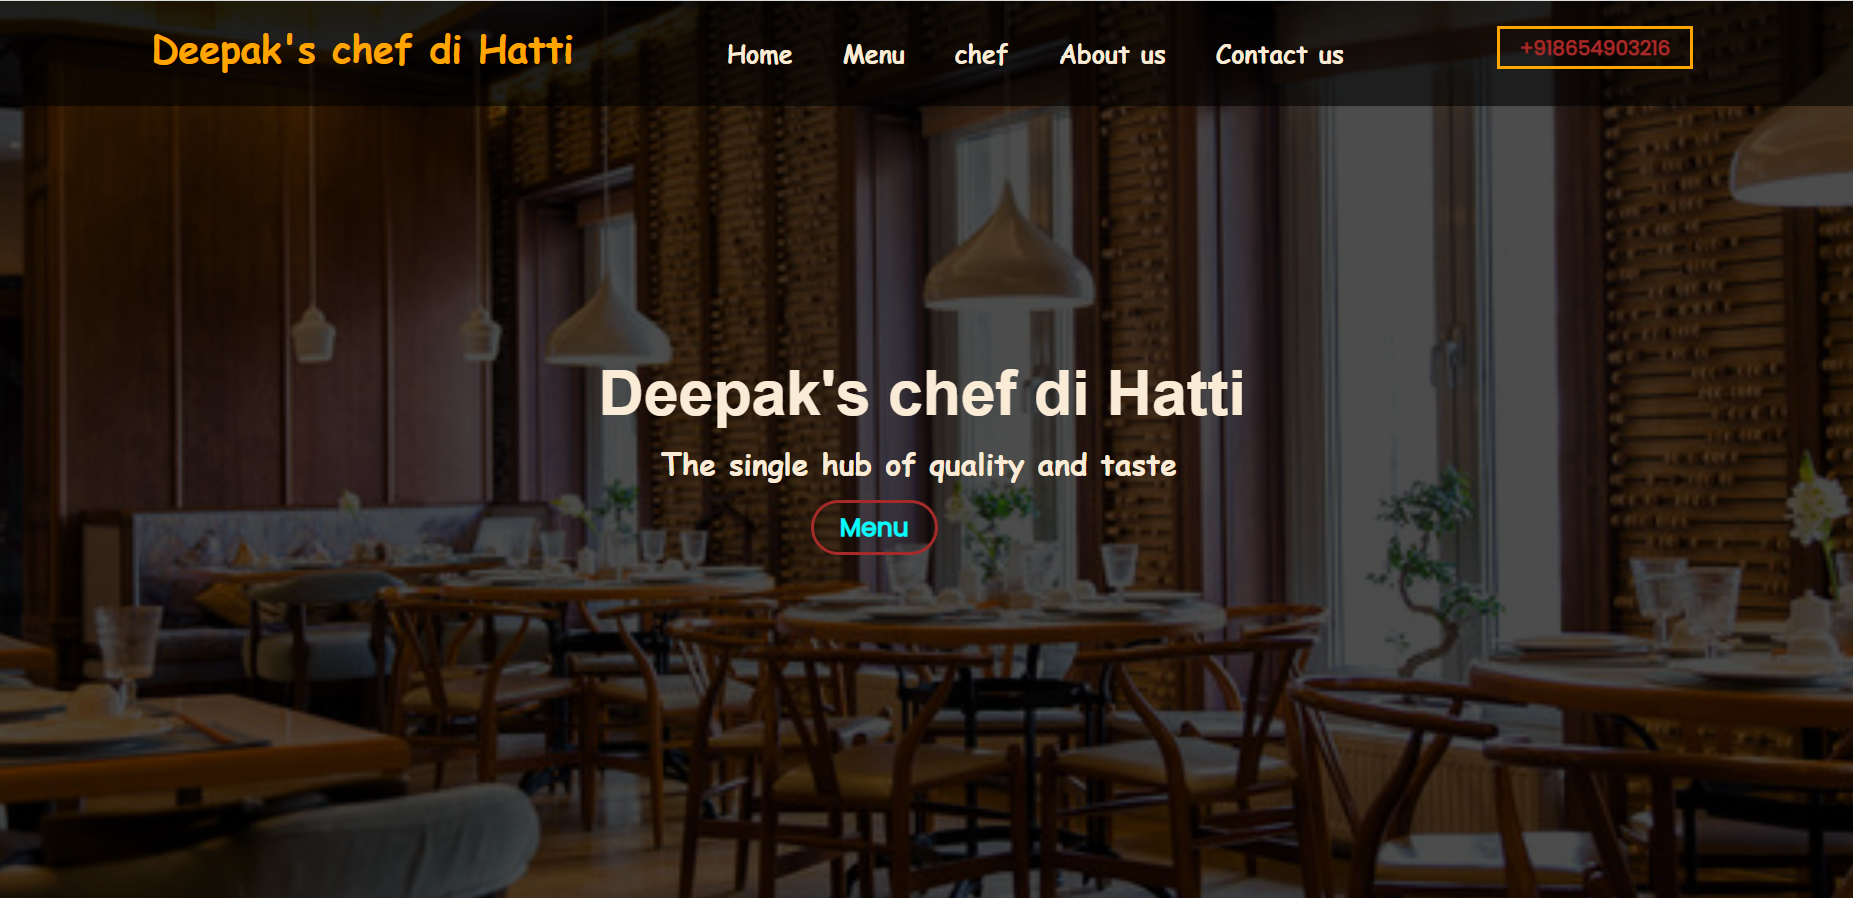 Deepak's chef di Hatti
Home Menu chef About us Contact us
+918654903216
Deepak's chef di Hatti
The single hub of quality and taste
Menu